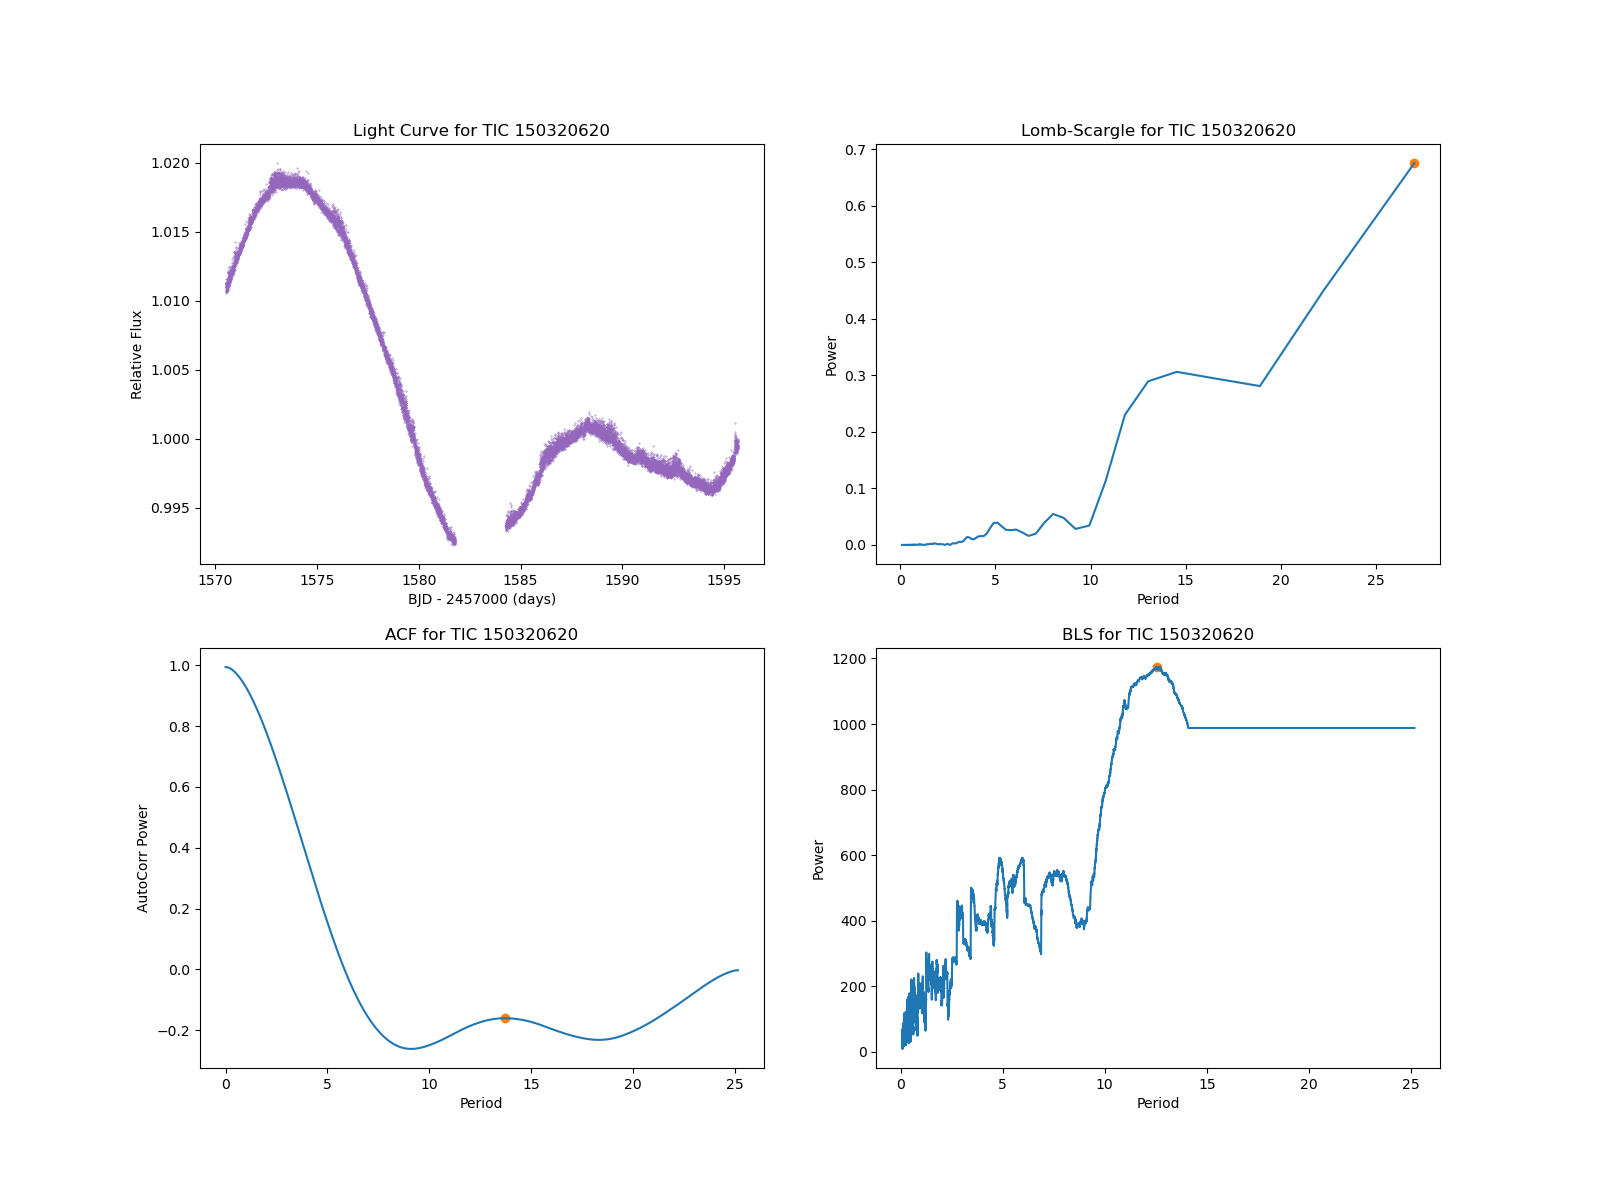 Light Curve for TIC 150320620
1.020
1.015
1.010
1.005
1.000
0.995
Relative Flux
1570 1575 1580 1585 1590 1595
BJD - 2457000 (days)
Lomb-Scargle for TIC 150320620
0.7
0.6
0.5
0.4
0.3
0.2
0.1
0.0
Power
0 5 10 15 20 25
Period
ACF for TIC 150320620
1.0
0.8
0.6
0.4
0.2
0.0
−0.2
AutoCorr Power
0 5 10 15 20 25
Period
BLS for TIC 150320620
1200
1000
800
600
400
200
0
Power
0 5 10 15 20 25
Period